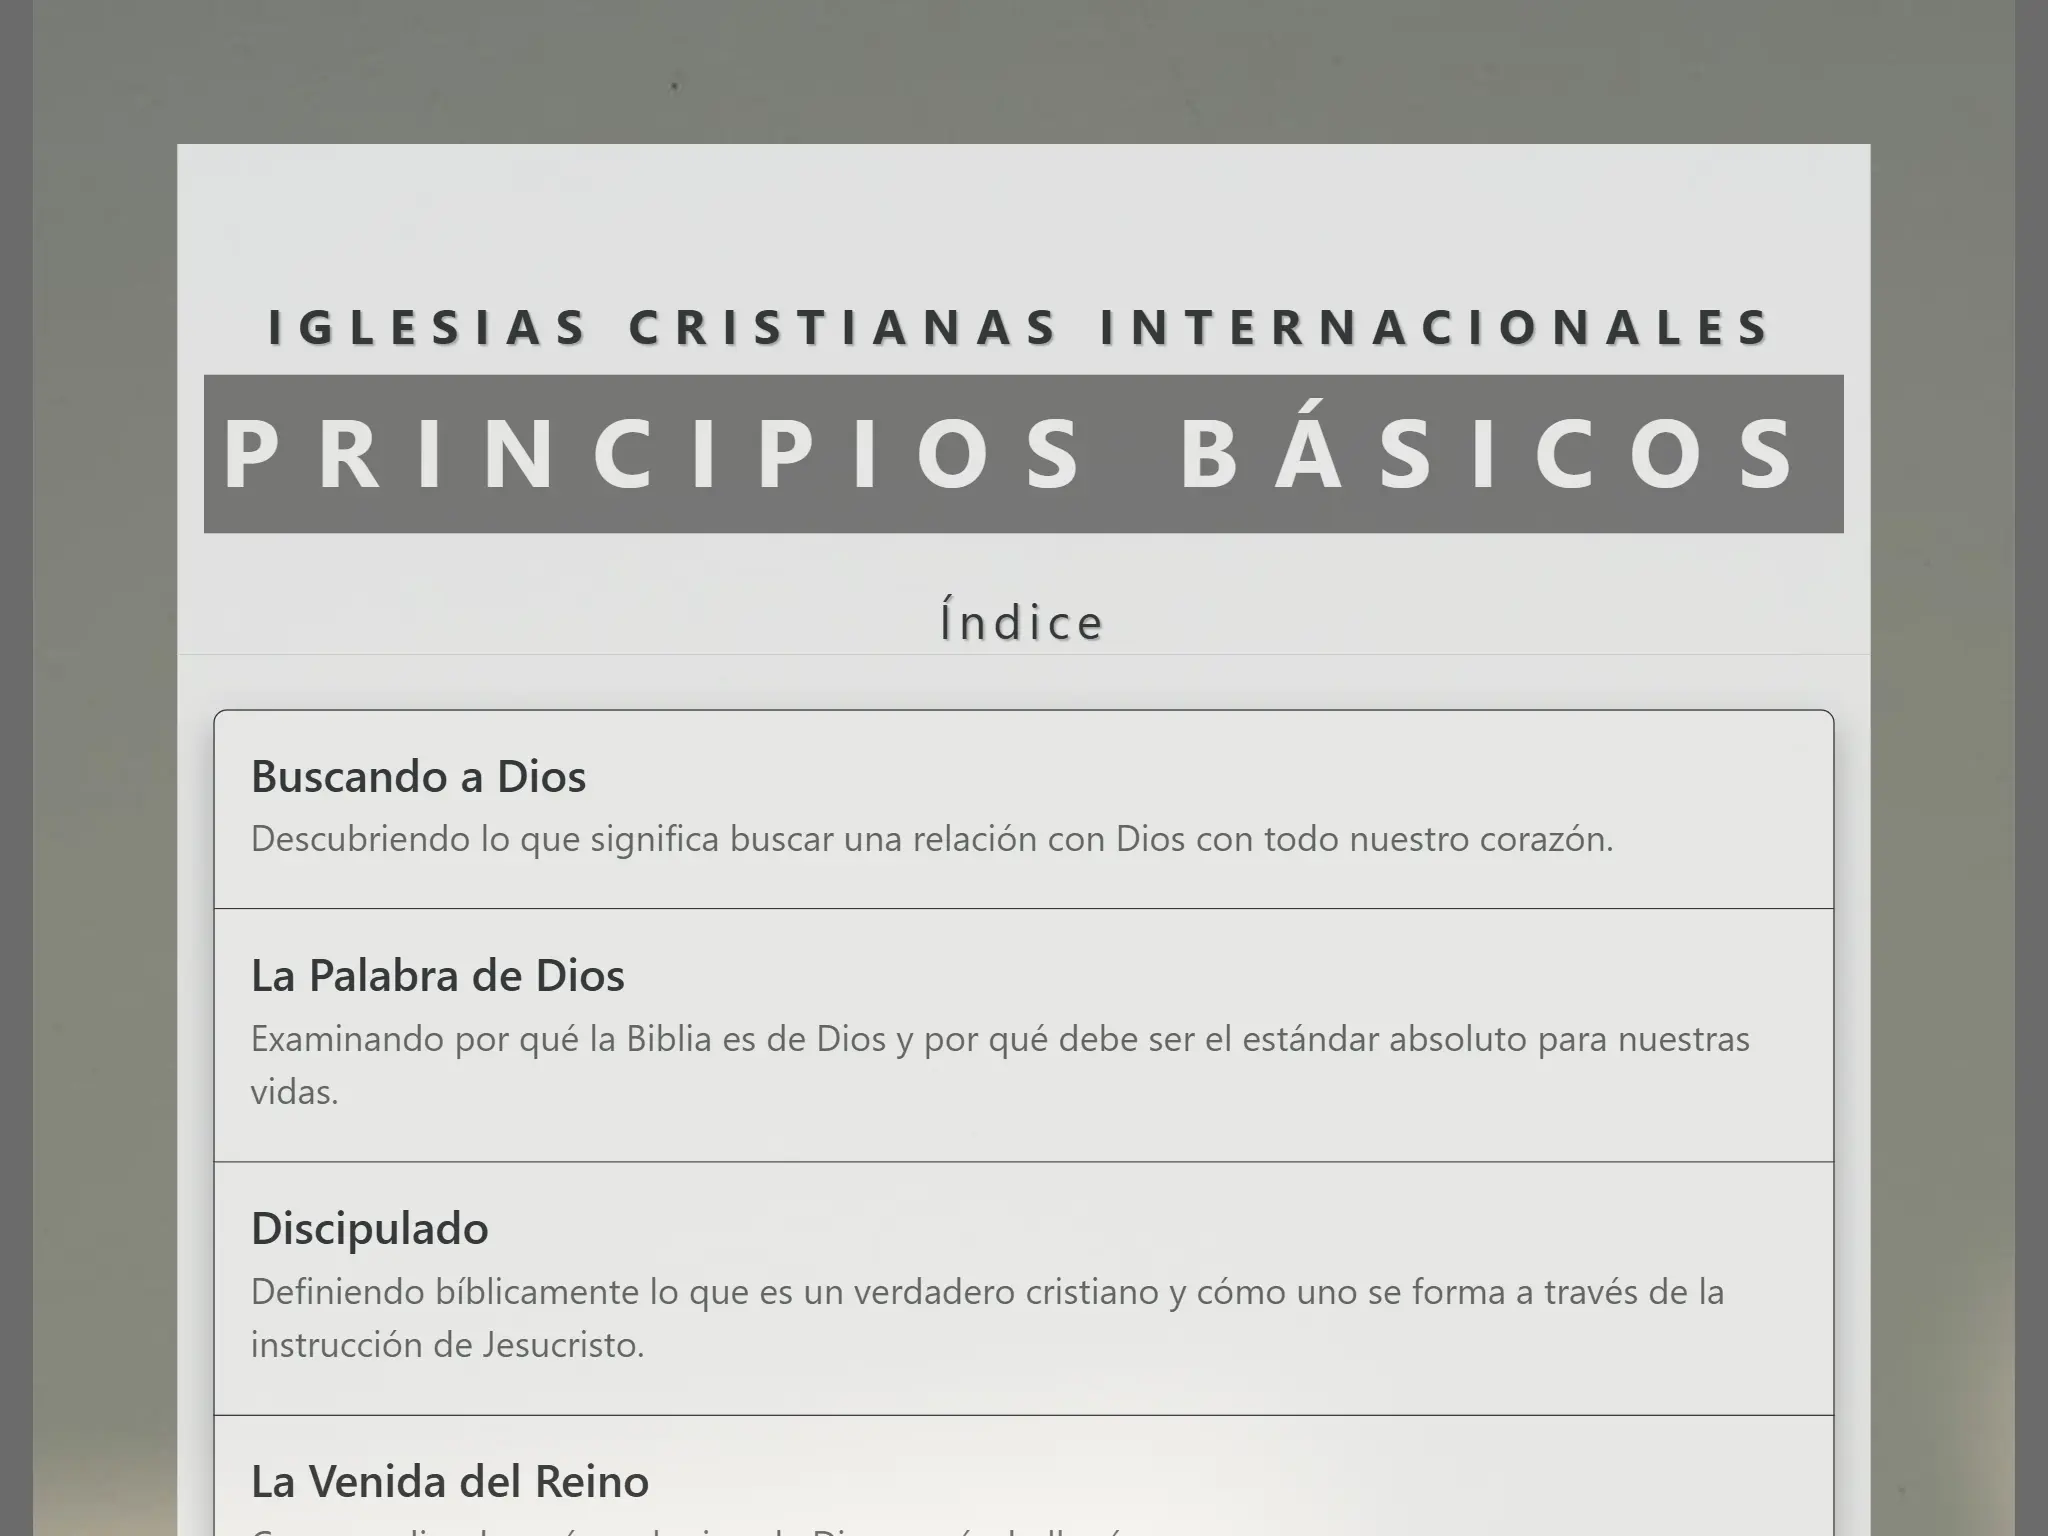 IGLESIAS CRISTIANAS INTERNACIONALES
PRINCIPIOS BÁSICOS
Índice
Buscando a Dios
Descubriendo lo que significa buscar una relación con Dios con todo nuestro corazón.
La Palabra de Dios
Examinando por qué la Biblia es de Dios y por qué debe ser el estándar absoluto para nuestras
vidas.
Discipulado
Definiendo bíblicamente lo que es un verdadero cristiano y cómo uno se forma a través de la
instrucción de Jesucristo.
La Venida del Reino